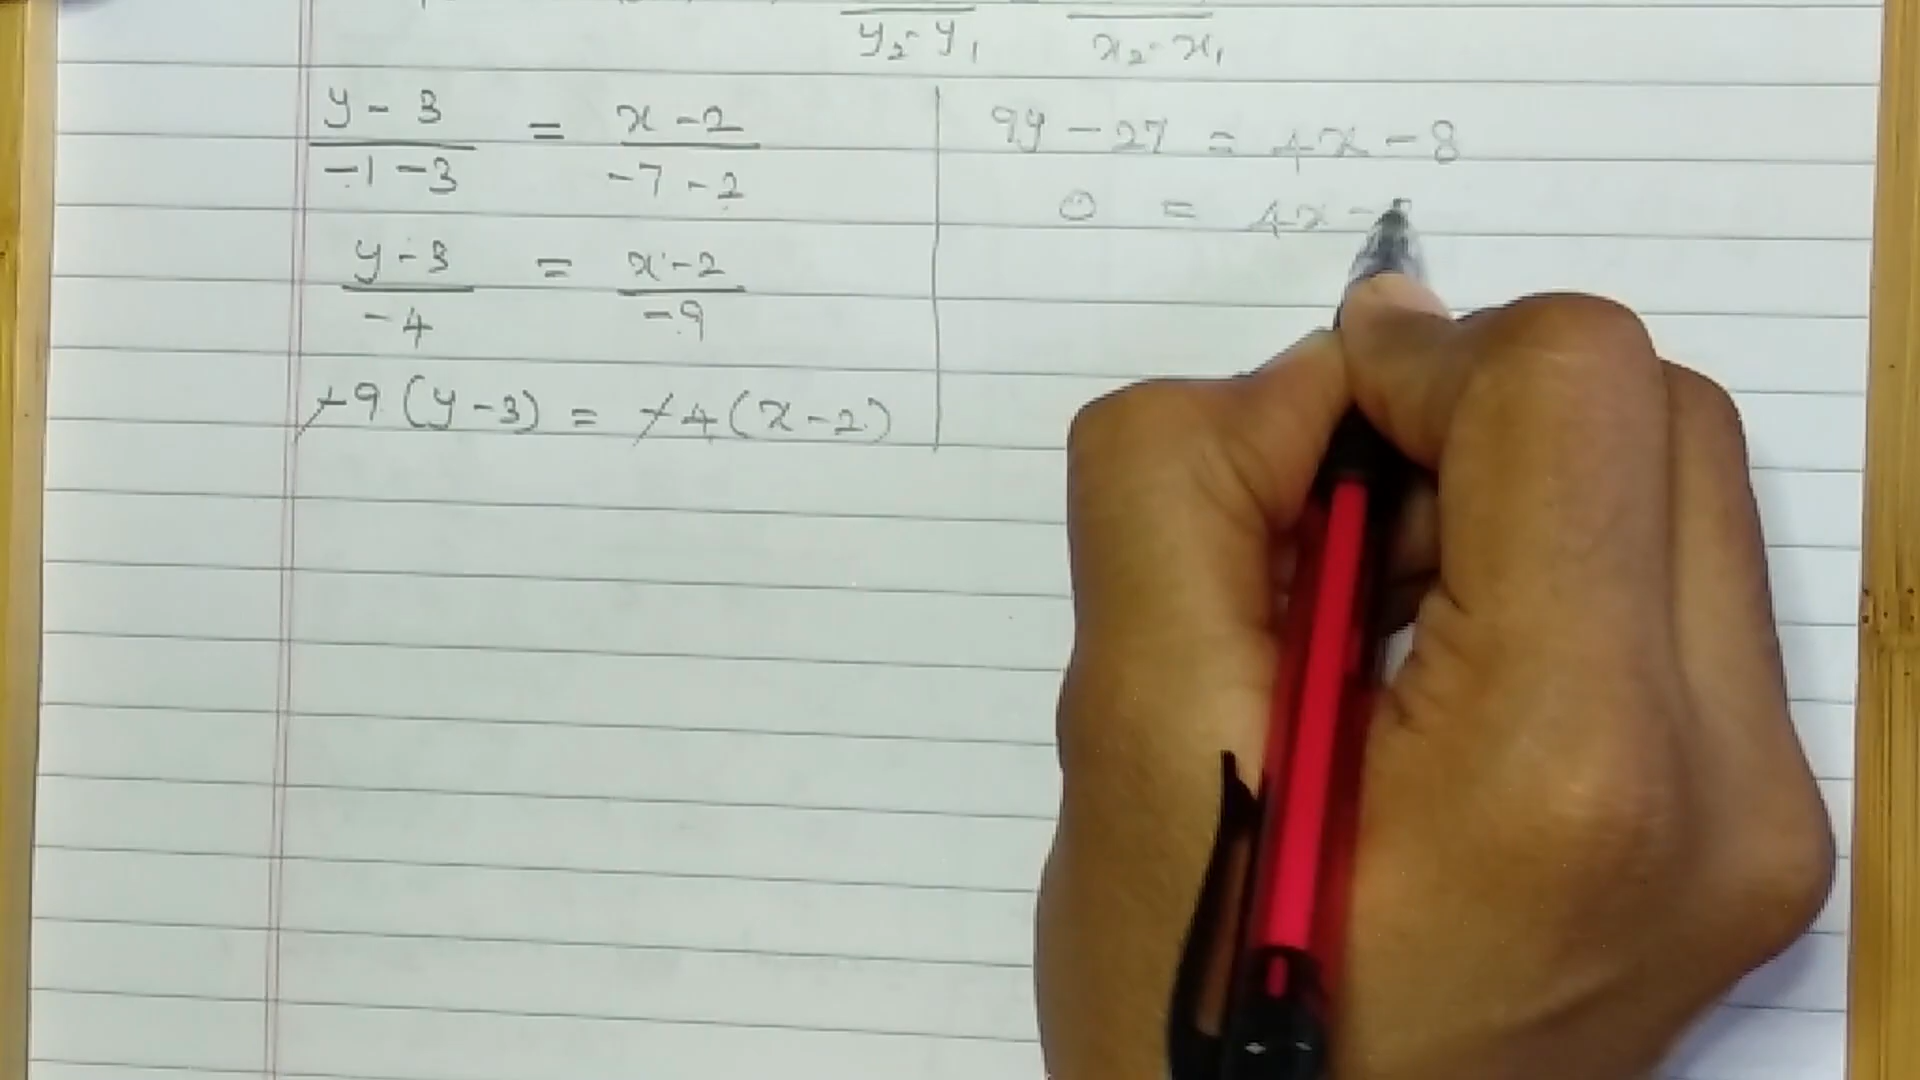 y₂-y₁ x₂-x₁
y-3/-1-3 = x-2/-7-2
y-3/-4 = x-2/-9
-9(y-3) = -4(x-2)
9y-27 = 4x-8
0 = 4x-